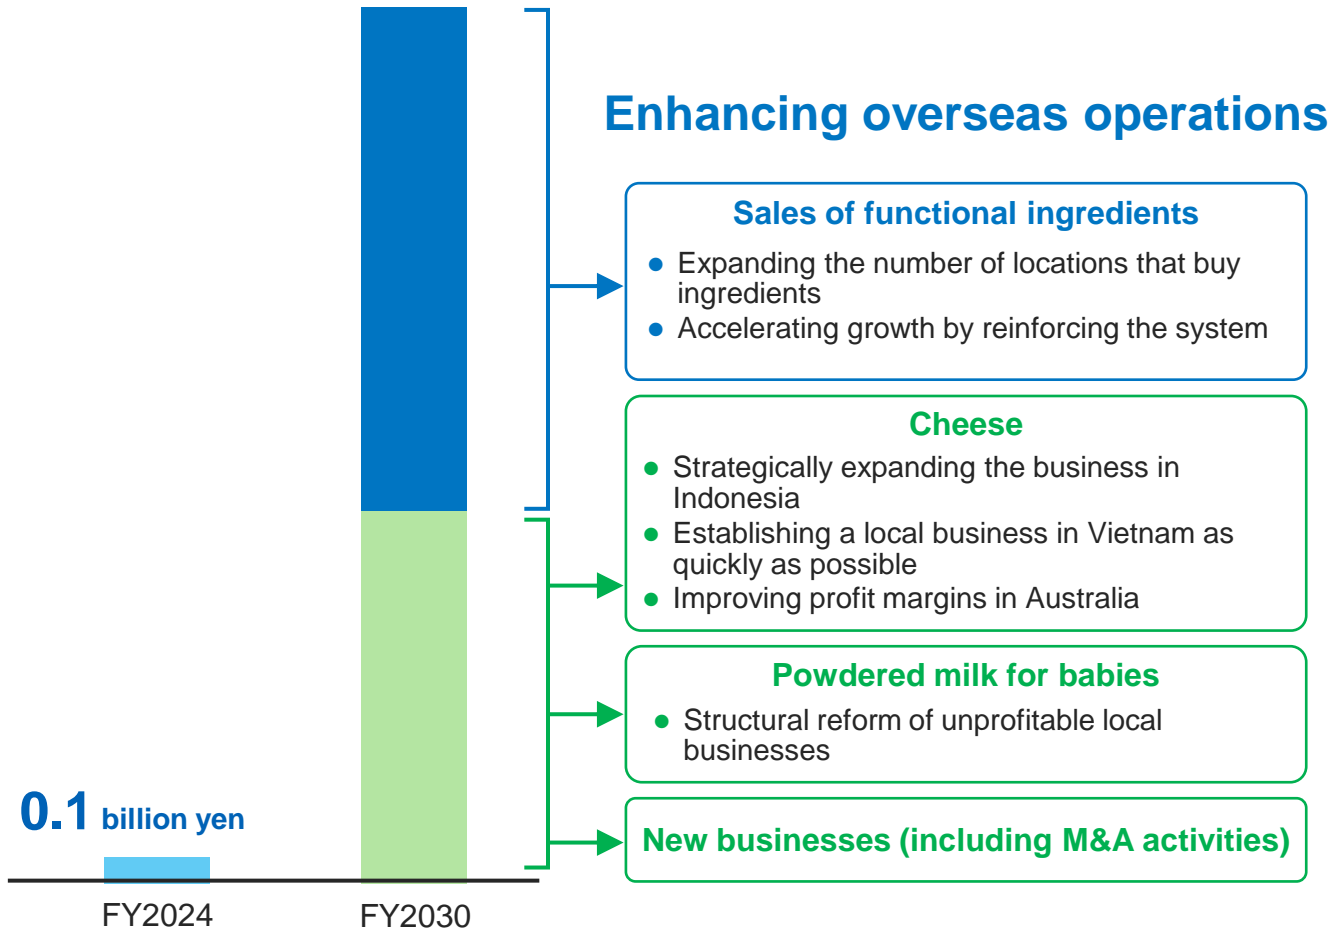 Enhancing overseas operations
Sales of functional ingredients
● Expanding the number of locations that buy
ingredients
● Accelerating growth by reinforcing the system
Cheese
● Strategically expanding the business in
Indonesia
● Establishing a local business in Vietnam as
quickly as possible
● Improving profit margins in Australia
Powdered milk for babies
● Structural reform of unprofitable local
businesses
New businesses (including M&A activities)
0.1 billion yen
FY2024
FY2030